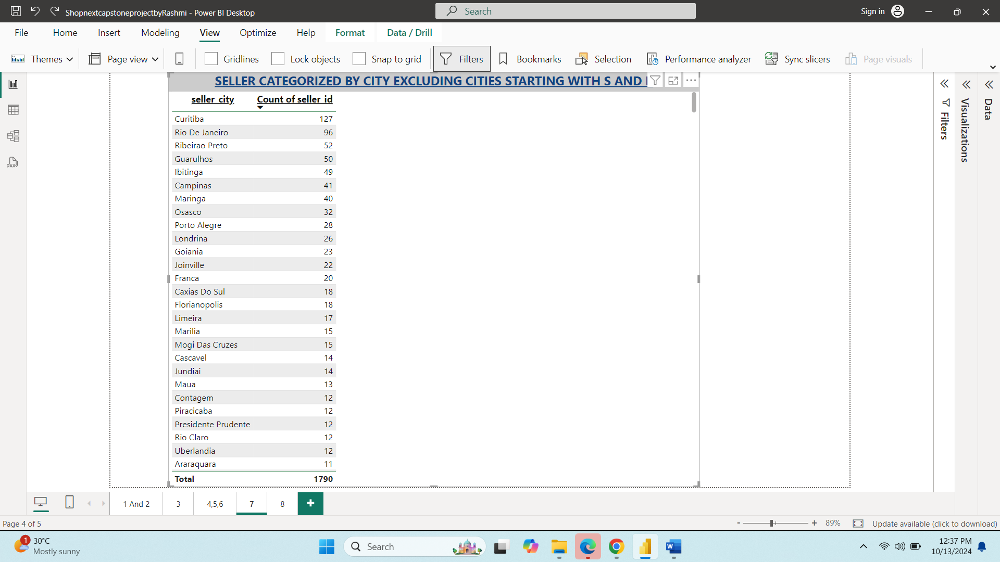 ShopnextcapstoneprojectbyRashmi - Power BI Desktop
Search
Sign in
File Home Insert Modeling View Optimize Help Format Data / Drill
Themes Page view Gridlines Lock objects Snap to grid Filters Bookmarks Selection Performance analyzer Sync slicers Page visuals
SELLER CATEGORIZED BY CITY EXCLUDING CITIES STARTING WITH S AND
seller_city Count of seller_id
Curitiba 127
Rio De Janeiro 96
Ribeirao Preto 52
Guarulhos 50
Ibitinga 49
Campinas 41
Maringa 40
Osasco 32
Porto Alegre 28
Londrina 26
Goiania 23
Joinville 22
Franca 20
Caxias Do Sul 18
Florianopolis 18
Limeira 17
Marilia 15
Mogi Das Cruzes 15
Cascavel 14
Jundiai 14
Maua 13
Contagem 12
Piracicaba 12
Presidente Prudente 12
Rio Claro 12
Uberlandia 12
Araraquara 11
Total 1790
Filters
Visualizations
Data
DAX
1 And 2 3 4,5,6 7 8 +
Page 4 of 5
- + 89% Update available (click to download)
1 30°C
Mostly sunny
Search
12:37 PM
10/13/2024